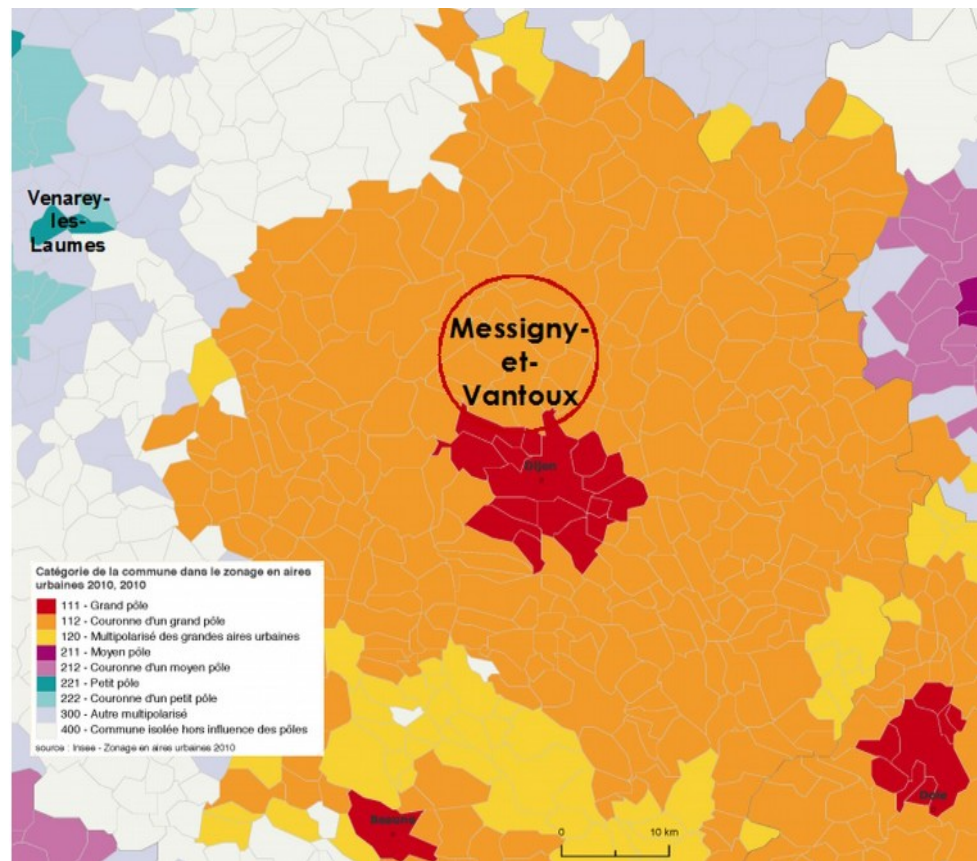 Venarey-
les-
Laumes
Messigny-
et-
Vantoux
Dijon
Catégorie de la commune dans le zonage en aires
urbaines 2010, 2010
111 - Grand pôle
112 - Couronne d'un grand pôle
120 - Multipolarisé des grandes aires urbaines
211 - Moyen pôle
212 - Couronne d'un moyen pôle
221 - Petit pôle
222 - Couronne d'un petit pôle
300 - Autre multipolarisé
400 - Commune isolée hors influence des pôles
source : Insee - Zonage en aires urbaines 2010
Beaune
Dole
0 10 km